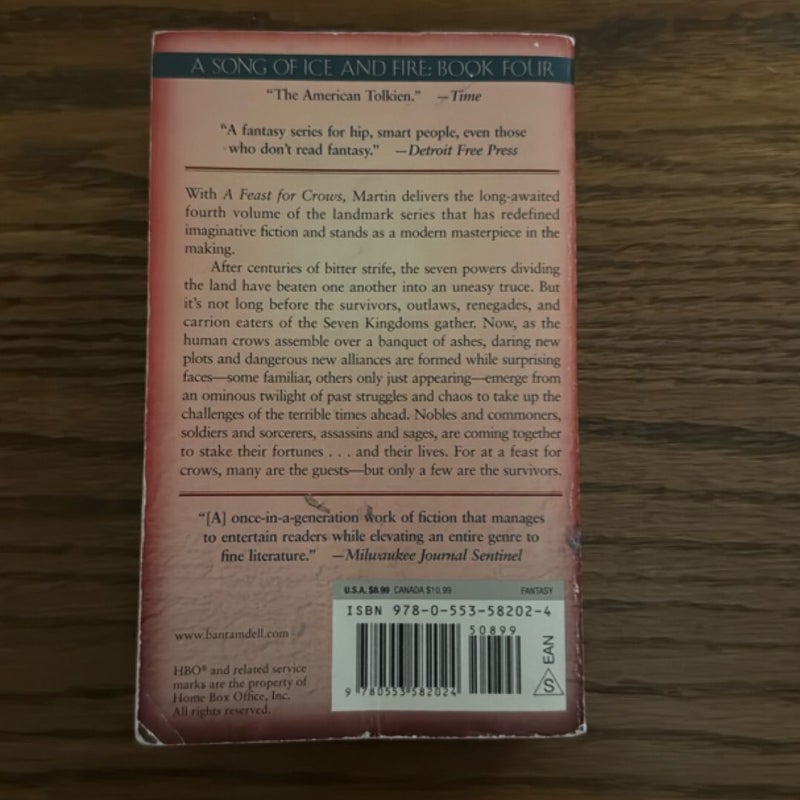 A SONG OF ICE AND FIRE: BOOK FOUR
“The American Tolkien.” —Time
“A fantasy series for hip, smart people, even those
who don’t read fantasy.” —Detroit Free Press
With A Feast for Crows, Martin delivers the long-awaited
fourth volume of the landmark series that has redefined
imaginative fiction and stands as a modern masterpiece in the
making.
After centuries of bitter strife, the seven powers dividing
the land have beaten one another into an uneasy truce. But
it’s not long before the survivors, outlaws, renegades, and
carrion eaters of the Seven Kingdoms gather. Now, as the
human crows assemble over a banquet of ashes, daring new
plots and dangerous new alliances are formed while surprising
faces—some familiar, others only just appearing—emerge from
an ominous twilight of past struggles and chaos to take up the
challenges of the terrible times ahead. Nobles and commoners,
soldiers and sorcerers, assassins and sages, are coming together
to stake their fortunes . . . and their lives. For at a feast for
crows, many are the guests—but only a few are the survivors.
“[A] once-in-a-generation work of fiction that manages
to entertain readers while elevating an entire genre to
fine literature.” —Milwaukee Journal Sentinel
U.S.A. $8.99 CANADA $10.99 FANTASY
ISBN 978-0-553-58202-4
50899
9 780553 582024
S EAN
www.bantamdell.com
HBO® and related service
marks are the property of
Home Box Office, Inc.
All rights reserved.